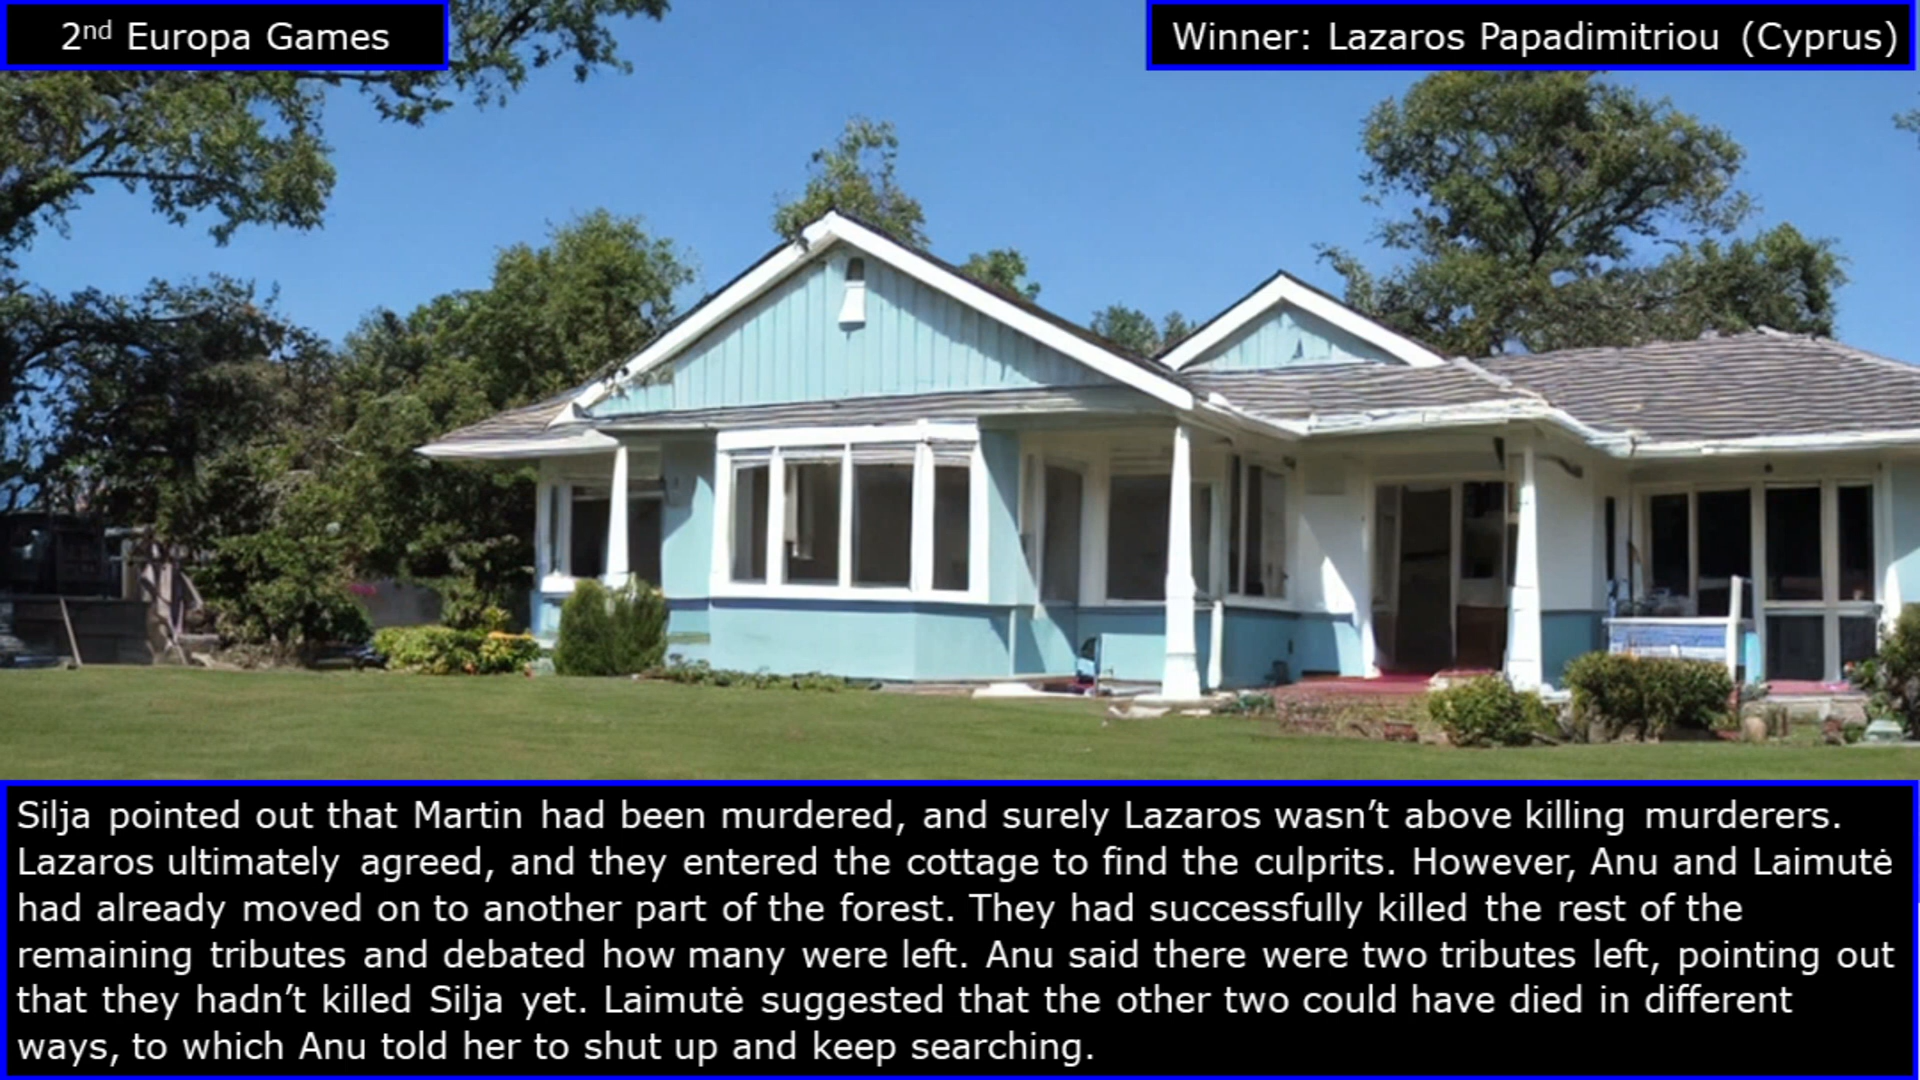 2nd Europa Games
Winner: Lazaros Papadimitriou (Cyprus)
Silja pointed out that Martin had been murdered, and surely Lazaros wasn’t above killing murderers.
Lazaros ultimately agreed, and they entered the cottage to find the culprits. However, Anu and Laimutė
had already moved on to another part of the forest. They had successfully killed the rest of the
remaining tributes and debated how many were left. Anu said there were two tributes left, pointing out
that they hadn’t killed Silja yet. Laimutė suggested that the other two could have died in different
ways, to which Anu told her to shut up and keep searching.